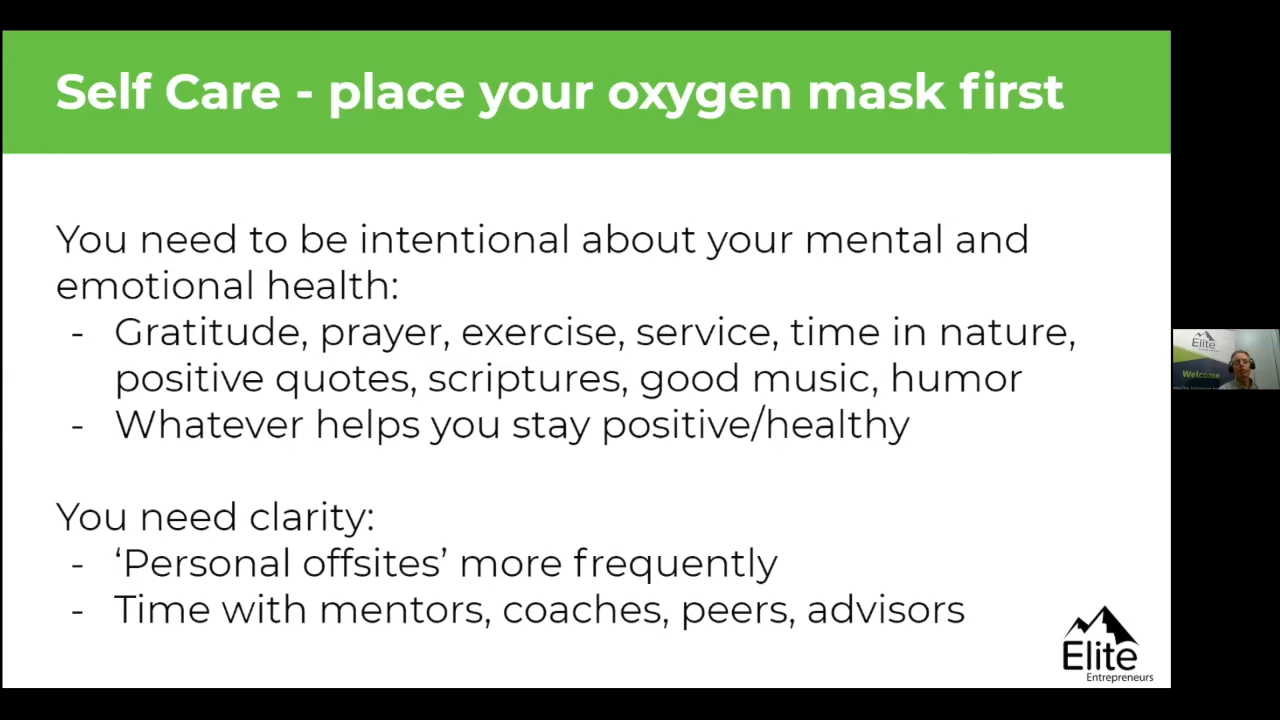 Self Care - place your oxygen mask first
You need to be intentional about your mental and
emotional health:
- Gratitude, prayer, exercise, service, time in nature,
positive quotes, scriptures, good music, humor
- Whatever helps you stay positive/healthy
You need clarity:
- ‘Personal offsites’ more frequently
- Time with mentors, coaches, peers, advisors
Elite
Entrepreneurs
Elite
Welcome